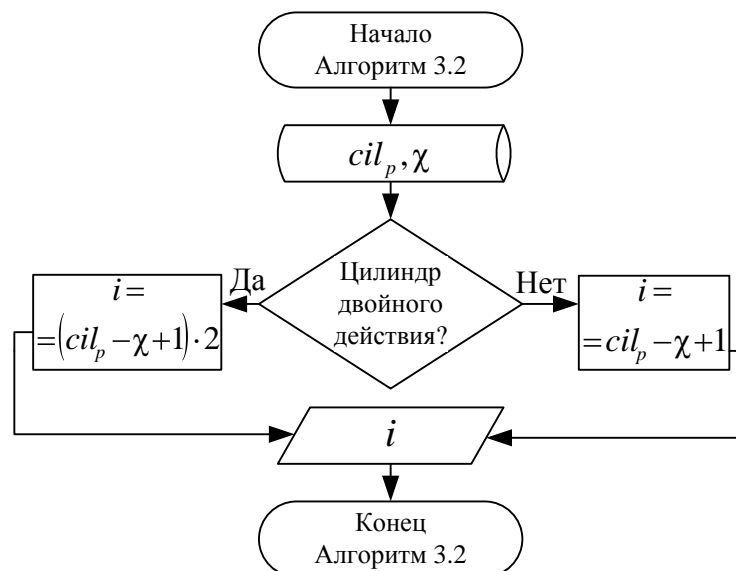 Начало
Алгоритм 3.2
cil_p, χ
Цилиндр
двойного
действия?
Да
Нет
i =
=(cil_p − χ+1)·2
i =
=cil_p − χ+1
i
Конец
Алгоритм 3.2